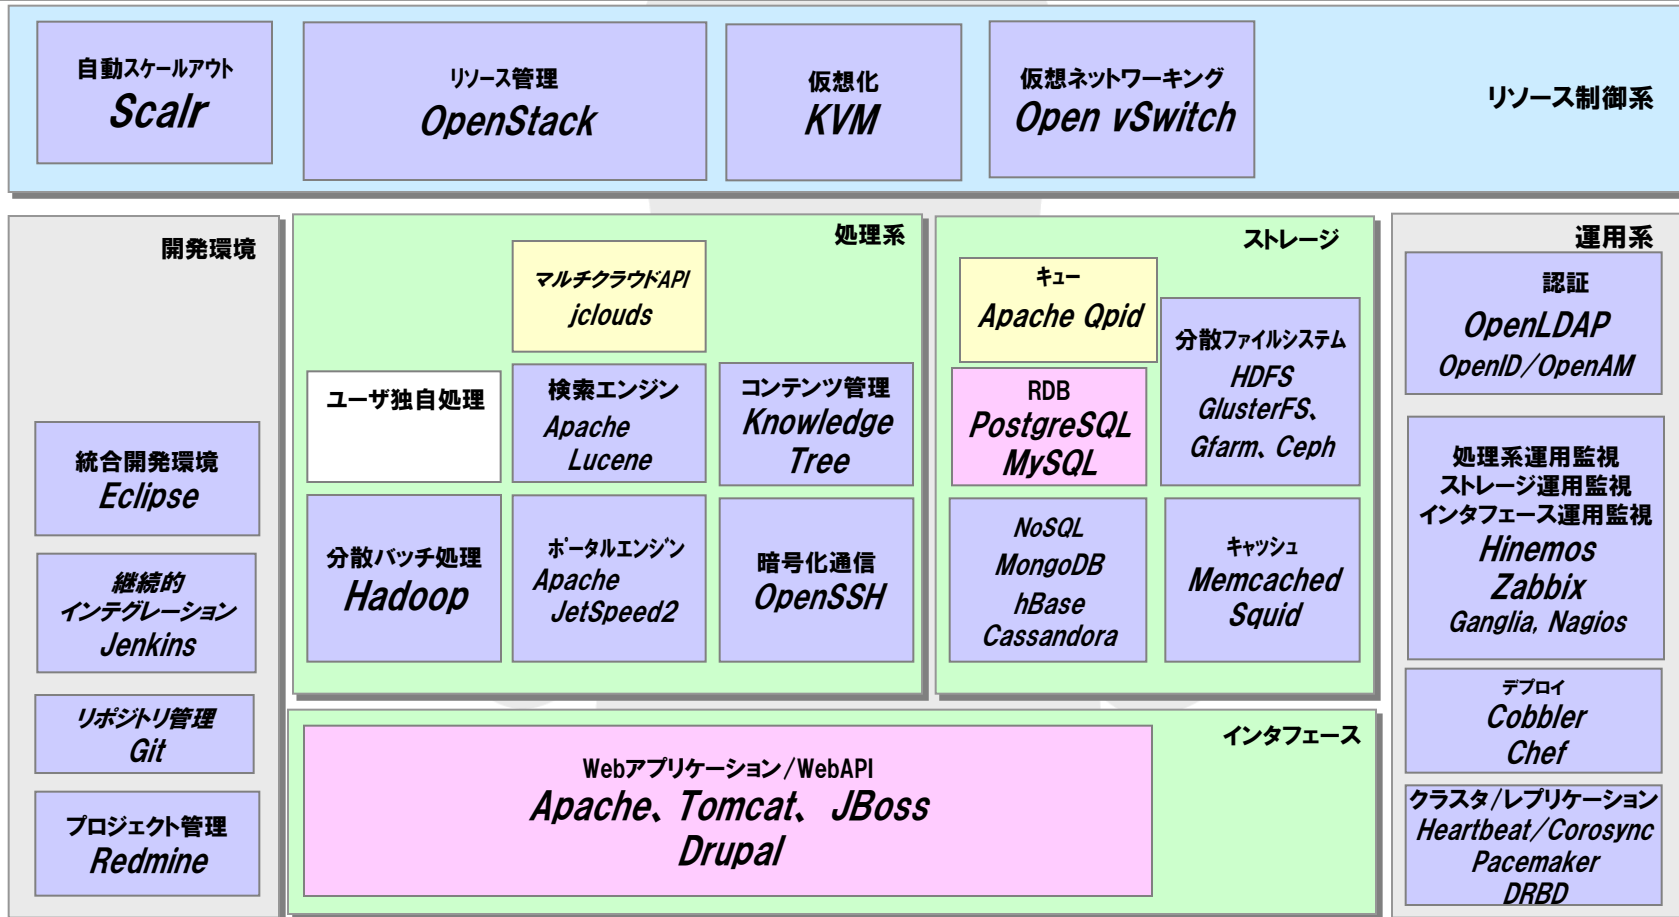 自動スケールアウト
Scalr
リソース管理
OpenStack
仮想化
KVM
仮想ネットワーキング
Open vSwitch
リソース制御系
開発環境
統合開発環境
Eclipse
継続的
インテグレーション
Jenkins
リポジトリ管理
Git
プロジェクト管理
Redmine
処理系
マルチクラウドAPI
jclouds
ユーザ独自処理
検索エンジン
Apache
Lucene
コンテンツ管理
Knowledge
Tree
分散バッチ処理
Hadoop
ポータルエンジン
Apache
JetSpeed2
暗号化通信
OpenSSH
ストレージ
キュー
Apache Qpid
分散ファイルシステム
HDFS
GlusterFS、
Gfarm、Ceph
RDB
PostgreSQL
MySQL
NoSQL
MongoDB
hBase
Cassandora
キャッシュ
Memcached
Squid
インタフェース
Webアプリケーション/WebAPI
Apache、Tomcat、JBoss
Drupal
運用系
認証
OpenLDAP
OpenID/OpenAM
処理系運用監視
ストレージ運用監視
インタフェース運用監視
Hinemos
Zabbix
Ganglia, Nagios
デプロイ
Cobbler
Chef
クラスタ/レプリケーション
Heartbeat/Corosync
Pacemaker
DRBD